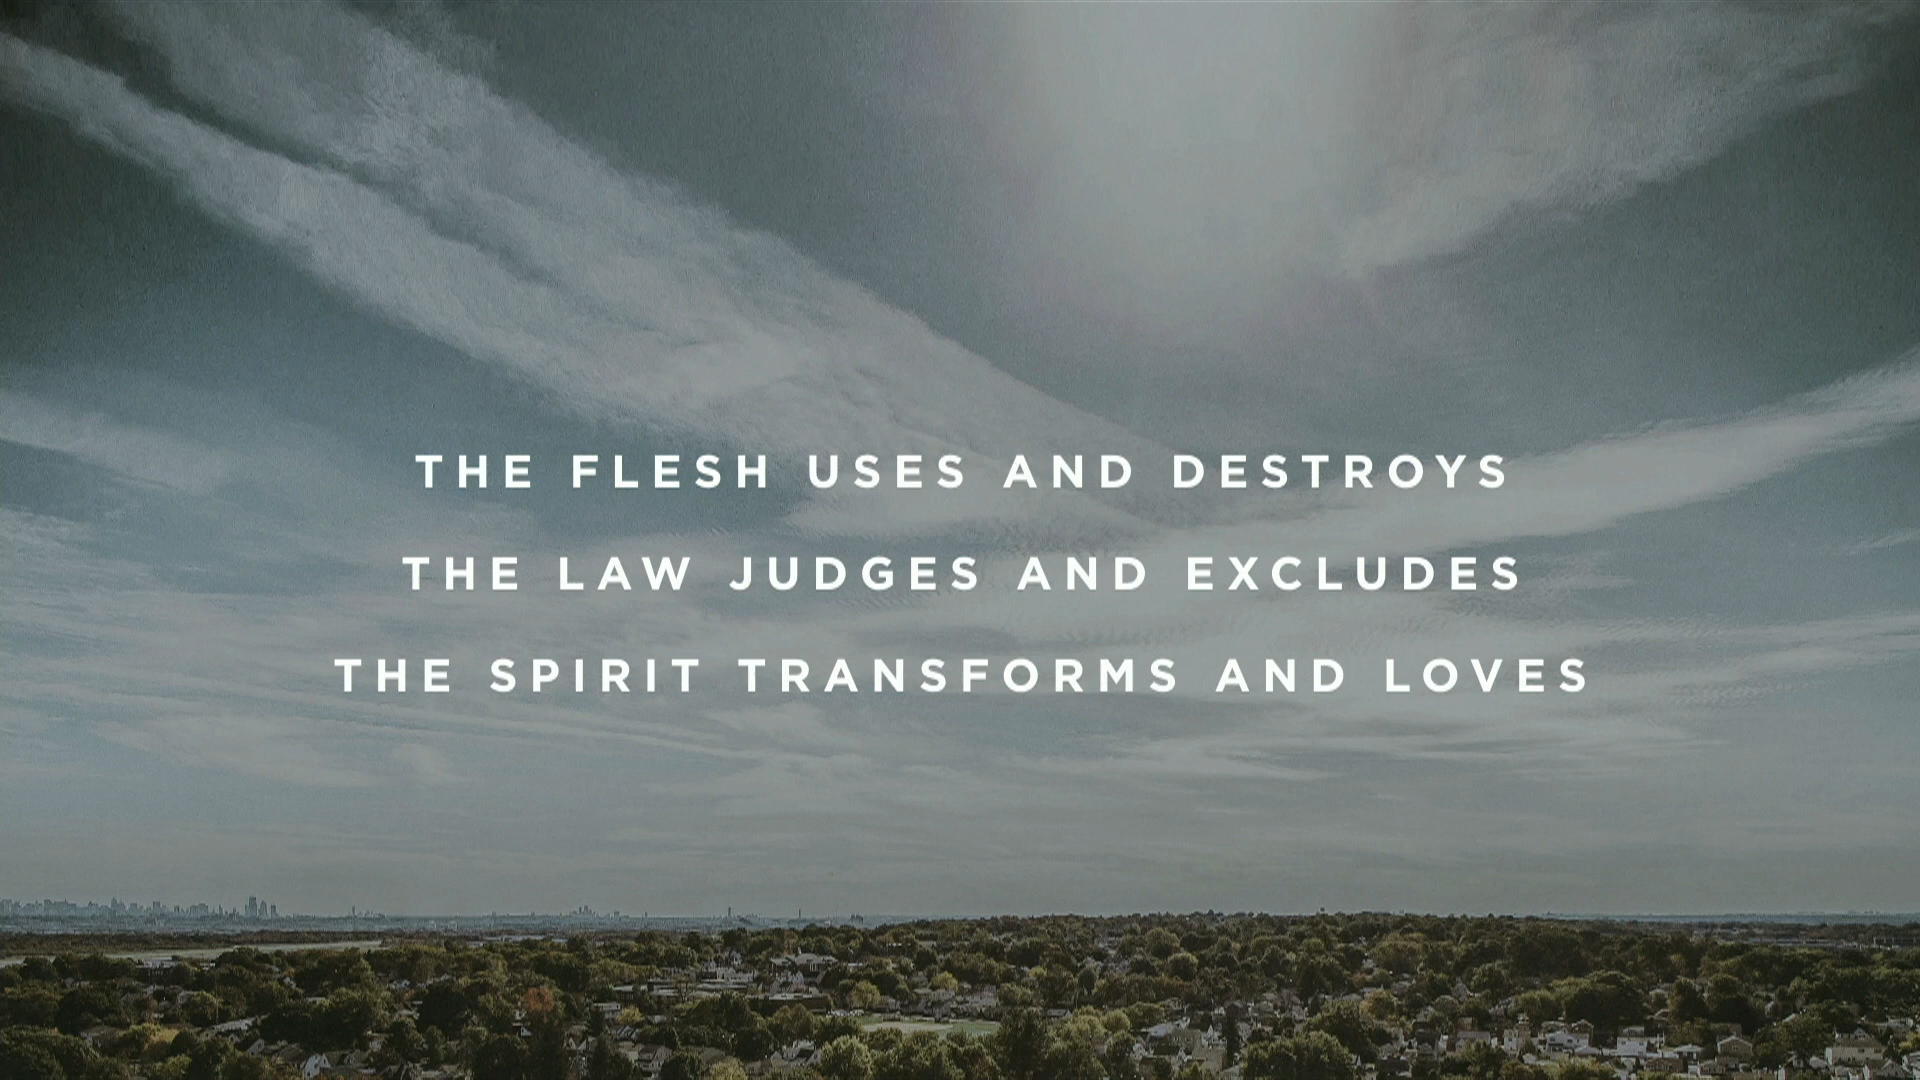 THE FLESH USES AND DESTROYS
THE LAW JUDGES AND EXCLUDES
THE SPIRIT TRANSFORMS AND LOVES